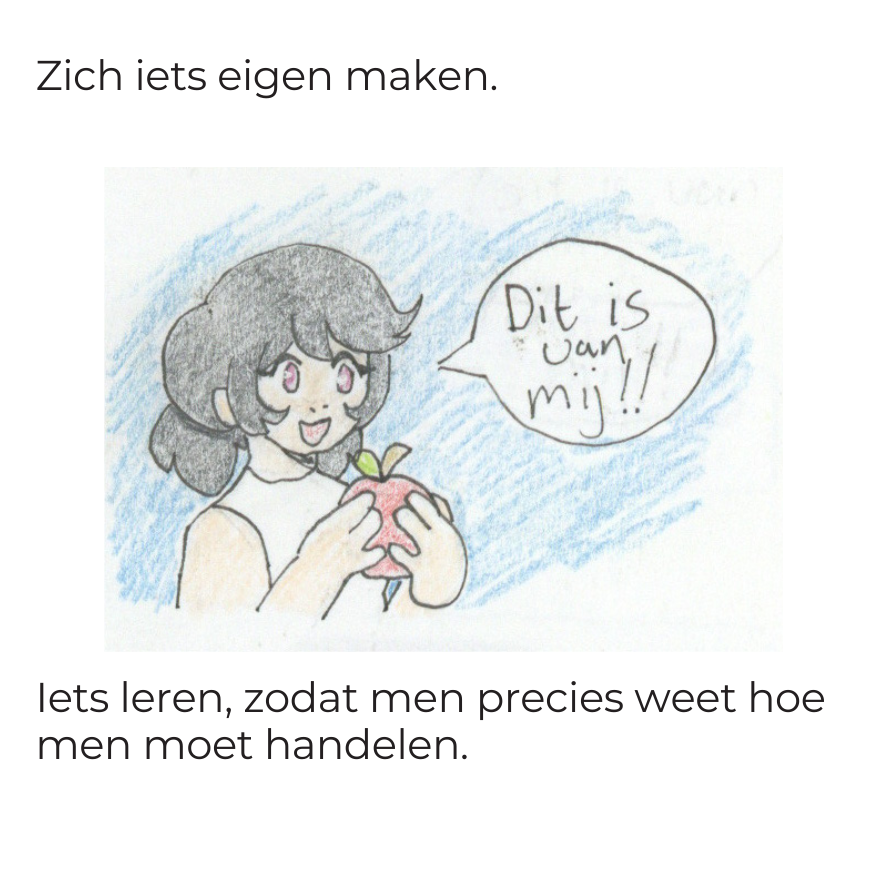 Zich iets eigen maken.
Dit is
van
mij!!
Iets leren, zodat men precies weet hoe
men moet handelen.